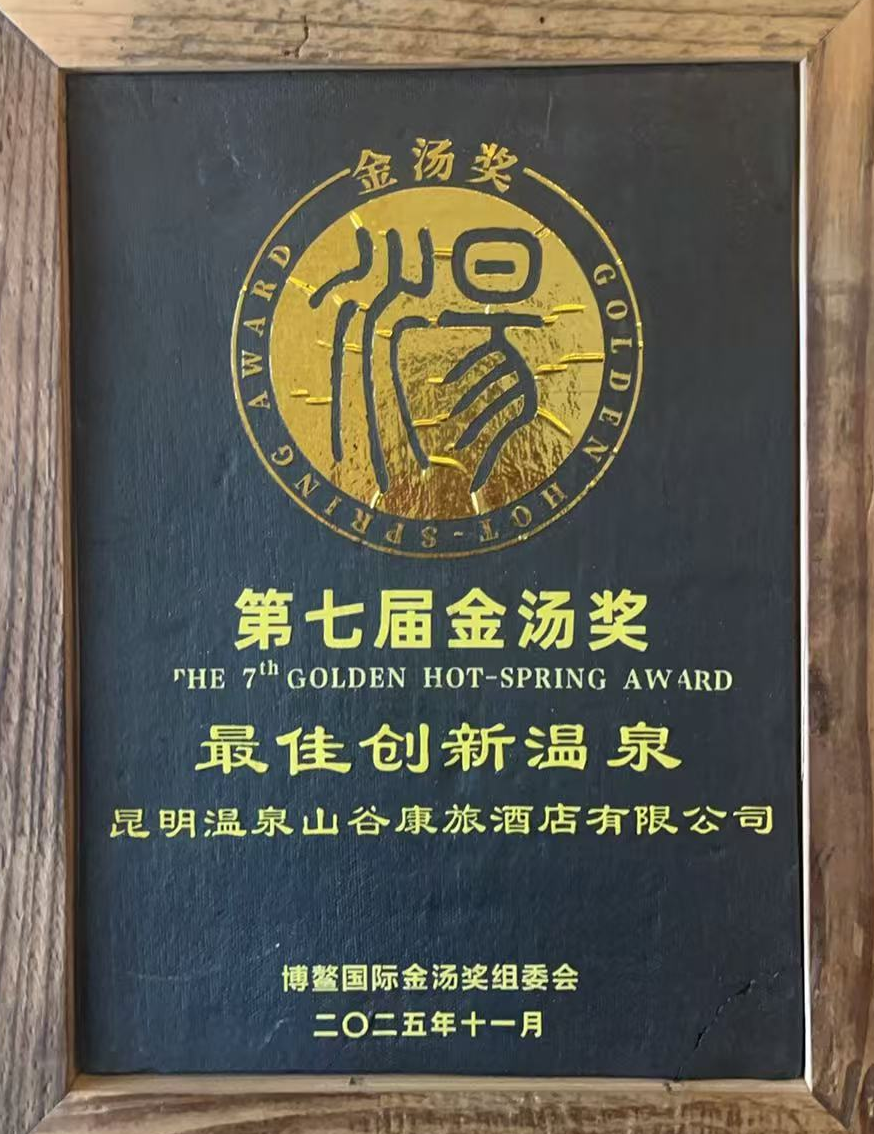 金汤奖
GOLDEN HOT-SPRING AWARD
湯
第七届金汤奖
THE 7th GOLDEN HOT-SPRING AWARD
最佳创新温泉
昆明温泉山谷康旅酒店有限公司
博鳌国际金汤奖组委会
二〇二五年十一月